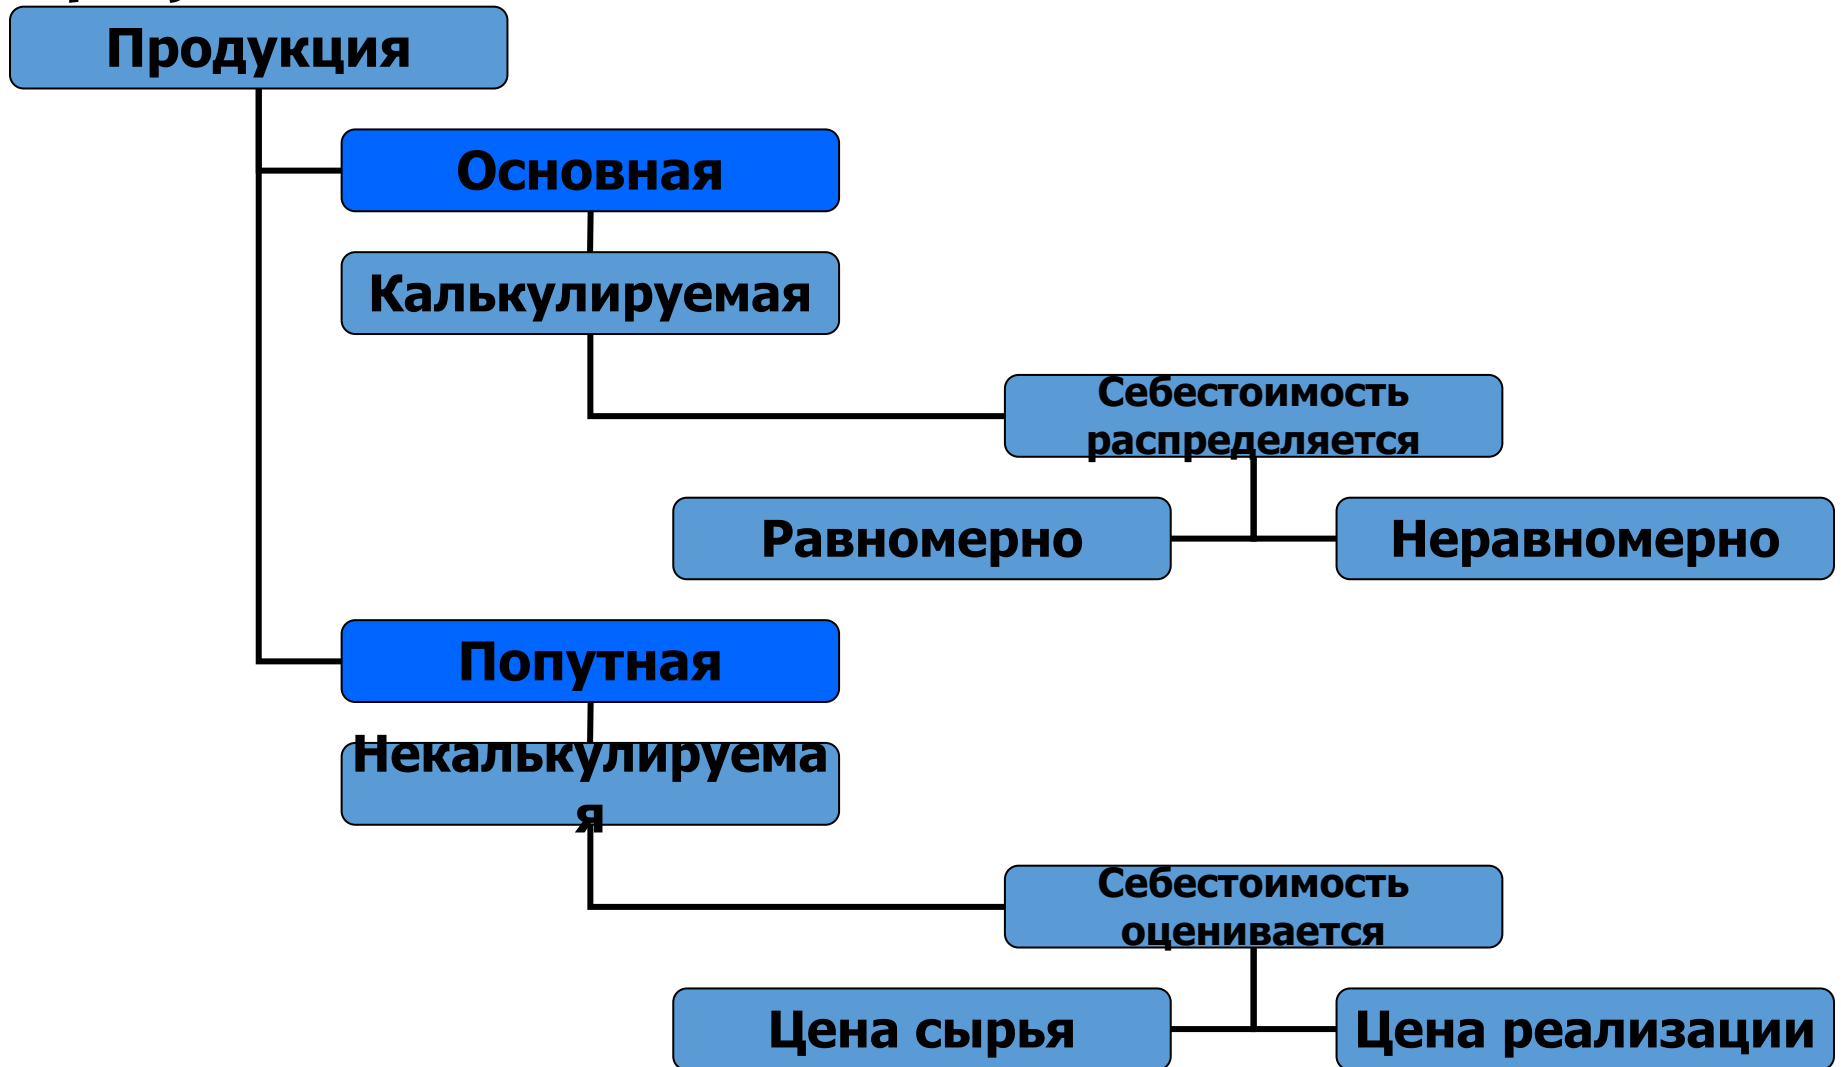 Продукция
Основная
Калькулируемая
Себестоимость
распределяется
Равномерно
Неравномерно
Попутная
Некалькулируема
я
Себестоимость
оценивается
Цена сырья
Цена реализации